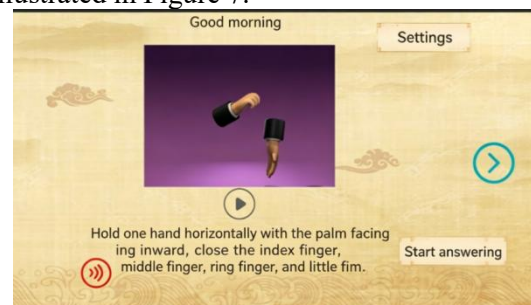 illustrated in Figure 7.
Good morning
Settings
Hold one hand horizontally with the palm facing
ing inward, close the index finger,
middle finger, ring finger, and little fim.
Start answering